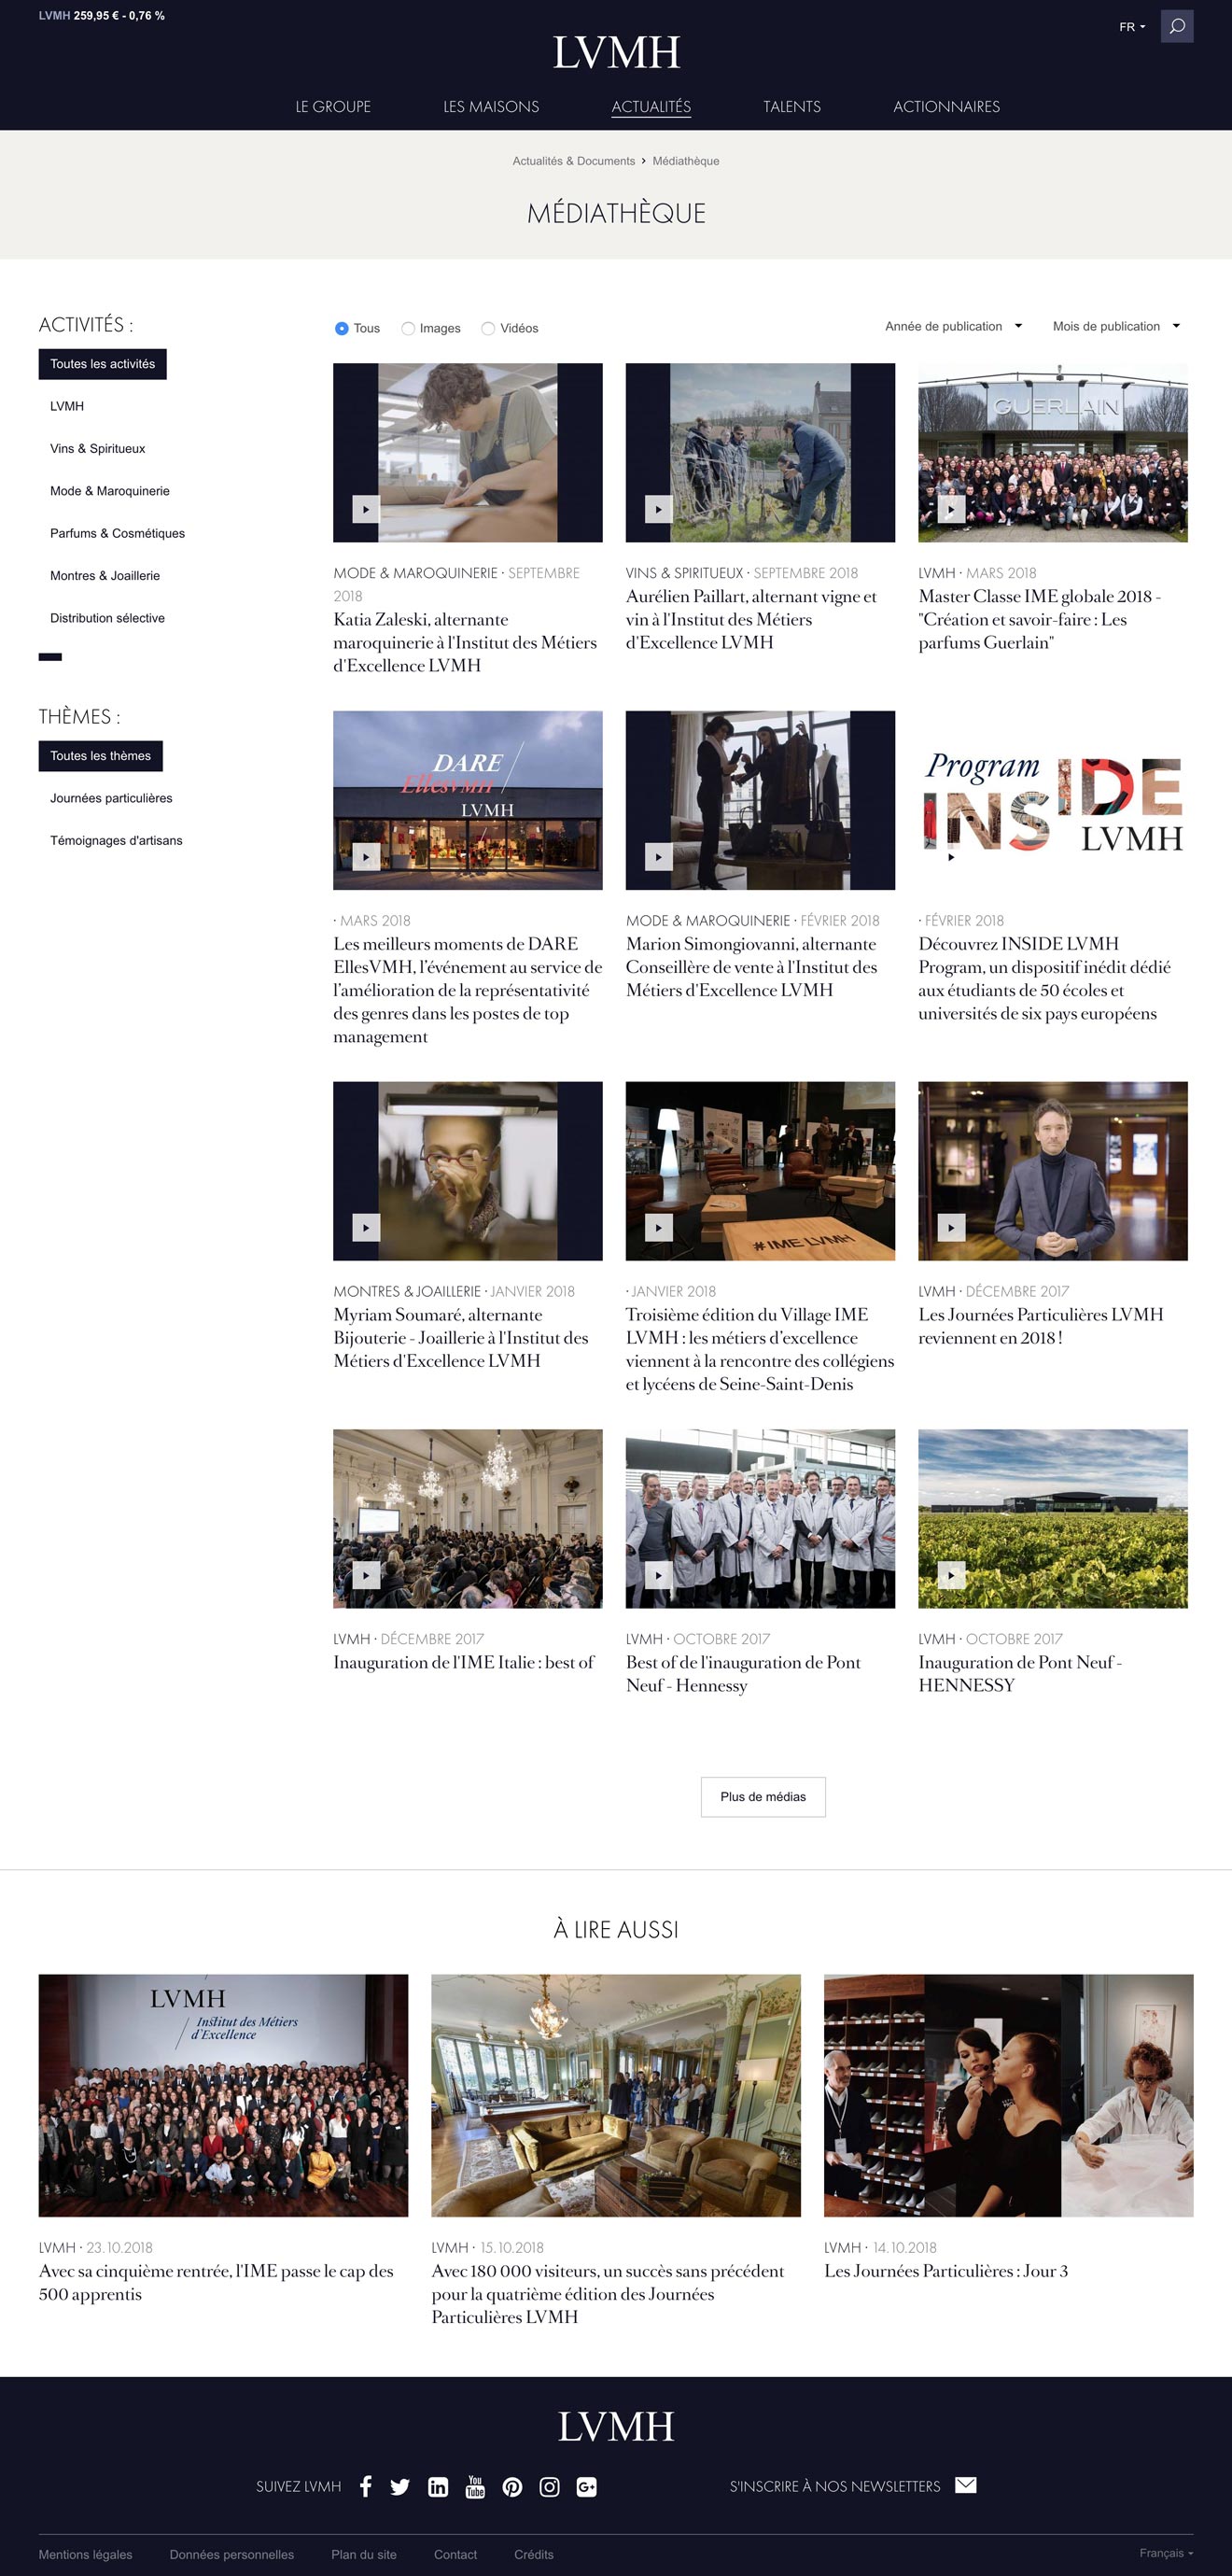 LVMH 259,95 € - 0,76 %
FR
LVMH
LE GROUPE
LES MAISONS
ACTUALITÉS
TALENTS
ACTIONNAIRES
Actualités & Documents › Médiathèque
MÉDIATHÈQUE
ACTIVITÉS :
Toutes les activités
LVMH
Vins & Spiritueux
Mode & Maroquinerie
Parfums & Cosmétiques
Montres & Joaillerie
Distribution sélective
THÈMES :
Toutes les thèmes
Journées particulières
Témoignages d'artisans
Tous
Images
Vidéos
Année de publication
Mois de publication
MODE & MAROQUINERIE · SEPTEMBRE
2018
Katia Zaleski, alternante
maroquinerie à l'Institut des Métiers
d'Excellence LVMH
VINS & SPIRITUEUX · SEPTEMBRE 2018
Aurélien Paillart, alternant vigne et
vin à l'Institut des Métiers
d'Excellence LVMH
GUERLAIN
LVMH · MARS 2018
Master Classe IME globale 2018 -
"Création et savoir-faire : Les
parfums Guerlain"
DARE
EllesVMH
LVMH
· MARS 2018
Les meilleurs moments de DARE
EllesVMH, l’événement au service de
l’amélioration de la représentativité
des genres dans les postes de top
management
MODE & MAROQUINERIE · FÉVRIER 2018
Marion Simongiovanni, alternante
Conseillère de vente à l'Institut des
Métiers d'Excellence LVMH
Program
INSIDE
LVMH
· FÉVRIER 2018
Découvrez INSIDE LVMH
Program, un dispositif inédit dédié
aux étudiants de 50 écoles et
universités de six pays européens
MONTRES & JOAILLERIE · JANVIER 2018
Myriam Soumaré, alternante
Bijouterie - Joaillerie à l'Institut des
Métiers d'Excellence LVMH
#IME LVMH
· JANVIER 2018
Troisième édition du Village IME
LVMH : les métiers d’excellence
viennent à la rencontre des collégiens
et lycéens de Seine-Saint-Denis
LVMH · DÉCEMBRE 2017
Les Journées Particulières LVMH
reviennent en 2018 !
LVMH · DÉCEMBRE 2017
Inauguration de l'IME Italie : best of
LVMH · OCTOBRE 2017
Best of de l'inauguration de Pont
Neuf - Hennessy
LVMH · OCTOBRE 2017
Inauguration de Pont Neuf -
HENNESSY
Plus de médias
À LIRE AUSSI
LVMH
Institut des Métiers
d'Excellence
LVMH · 23.10.2018
Avec sa cinquième rentrée, l'IME passe le cap des
500 apprentis
LVMH · 15.10.2018
Avec 180 000 visiteurs, un succès sans précédent
pour la quatrième édition des Journées
Particulières LVMH
LVMH · 14.10.2018
Les Journées Particulières : Jour 3
LVMH
SUIVEZ LVMH
You
Tube
G+
S'INSCRIRE À NOS NEWSLETTERS
Mentions légales
Données personnelles
Plan du site
Contact
Crédits
Français